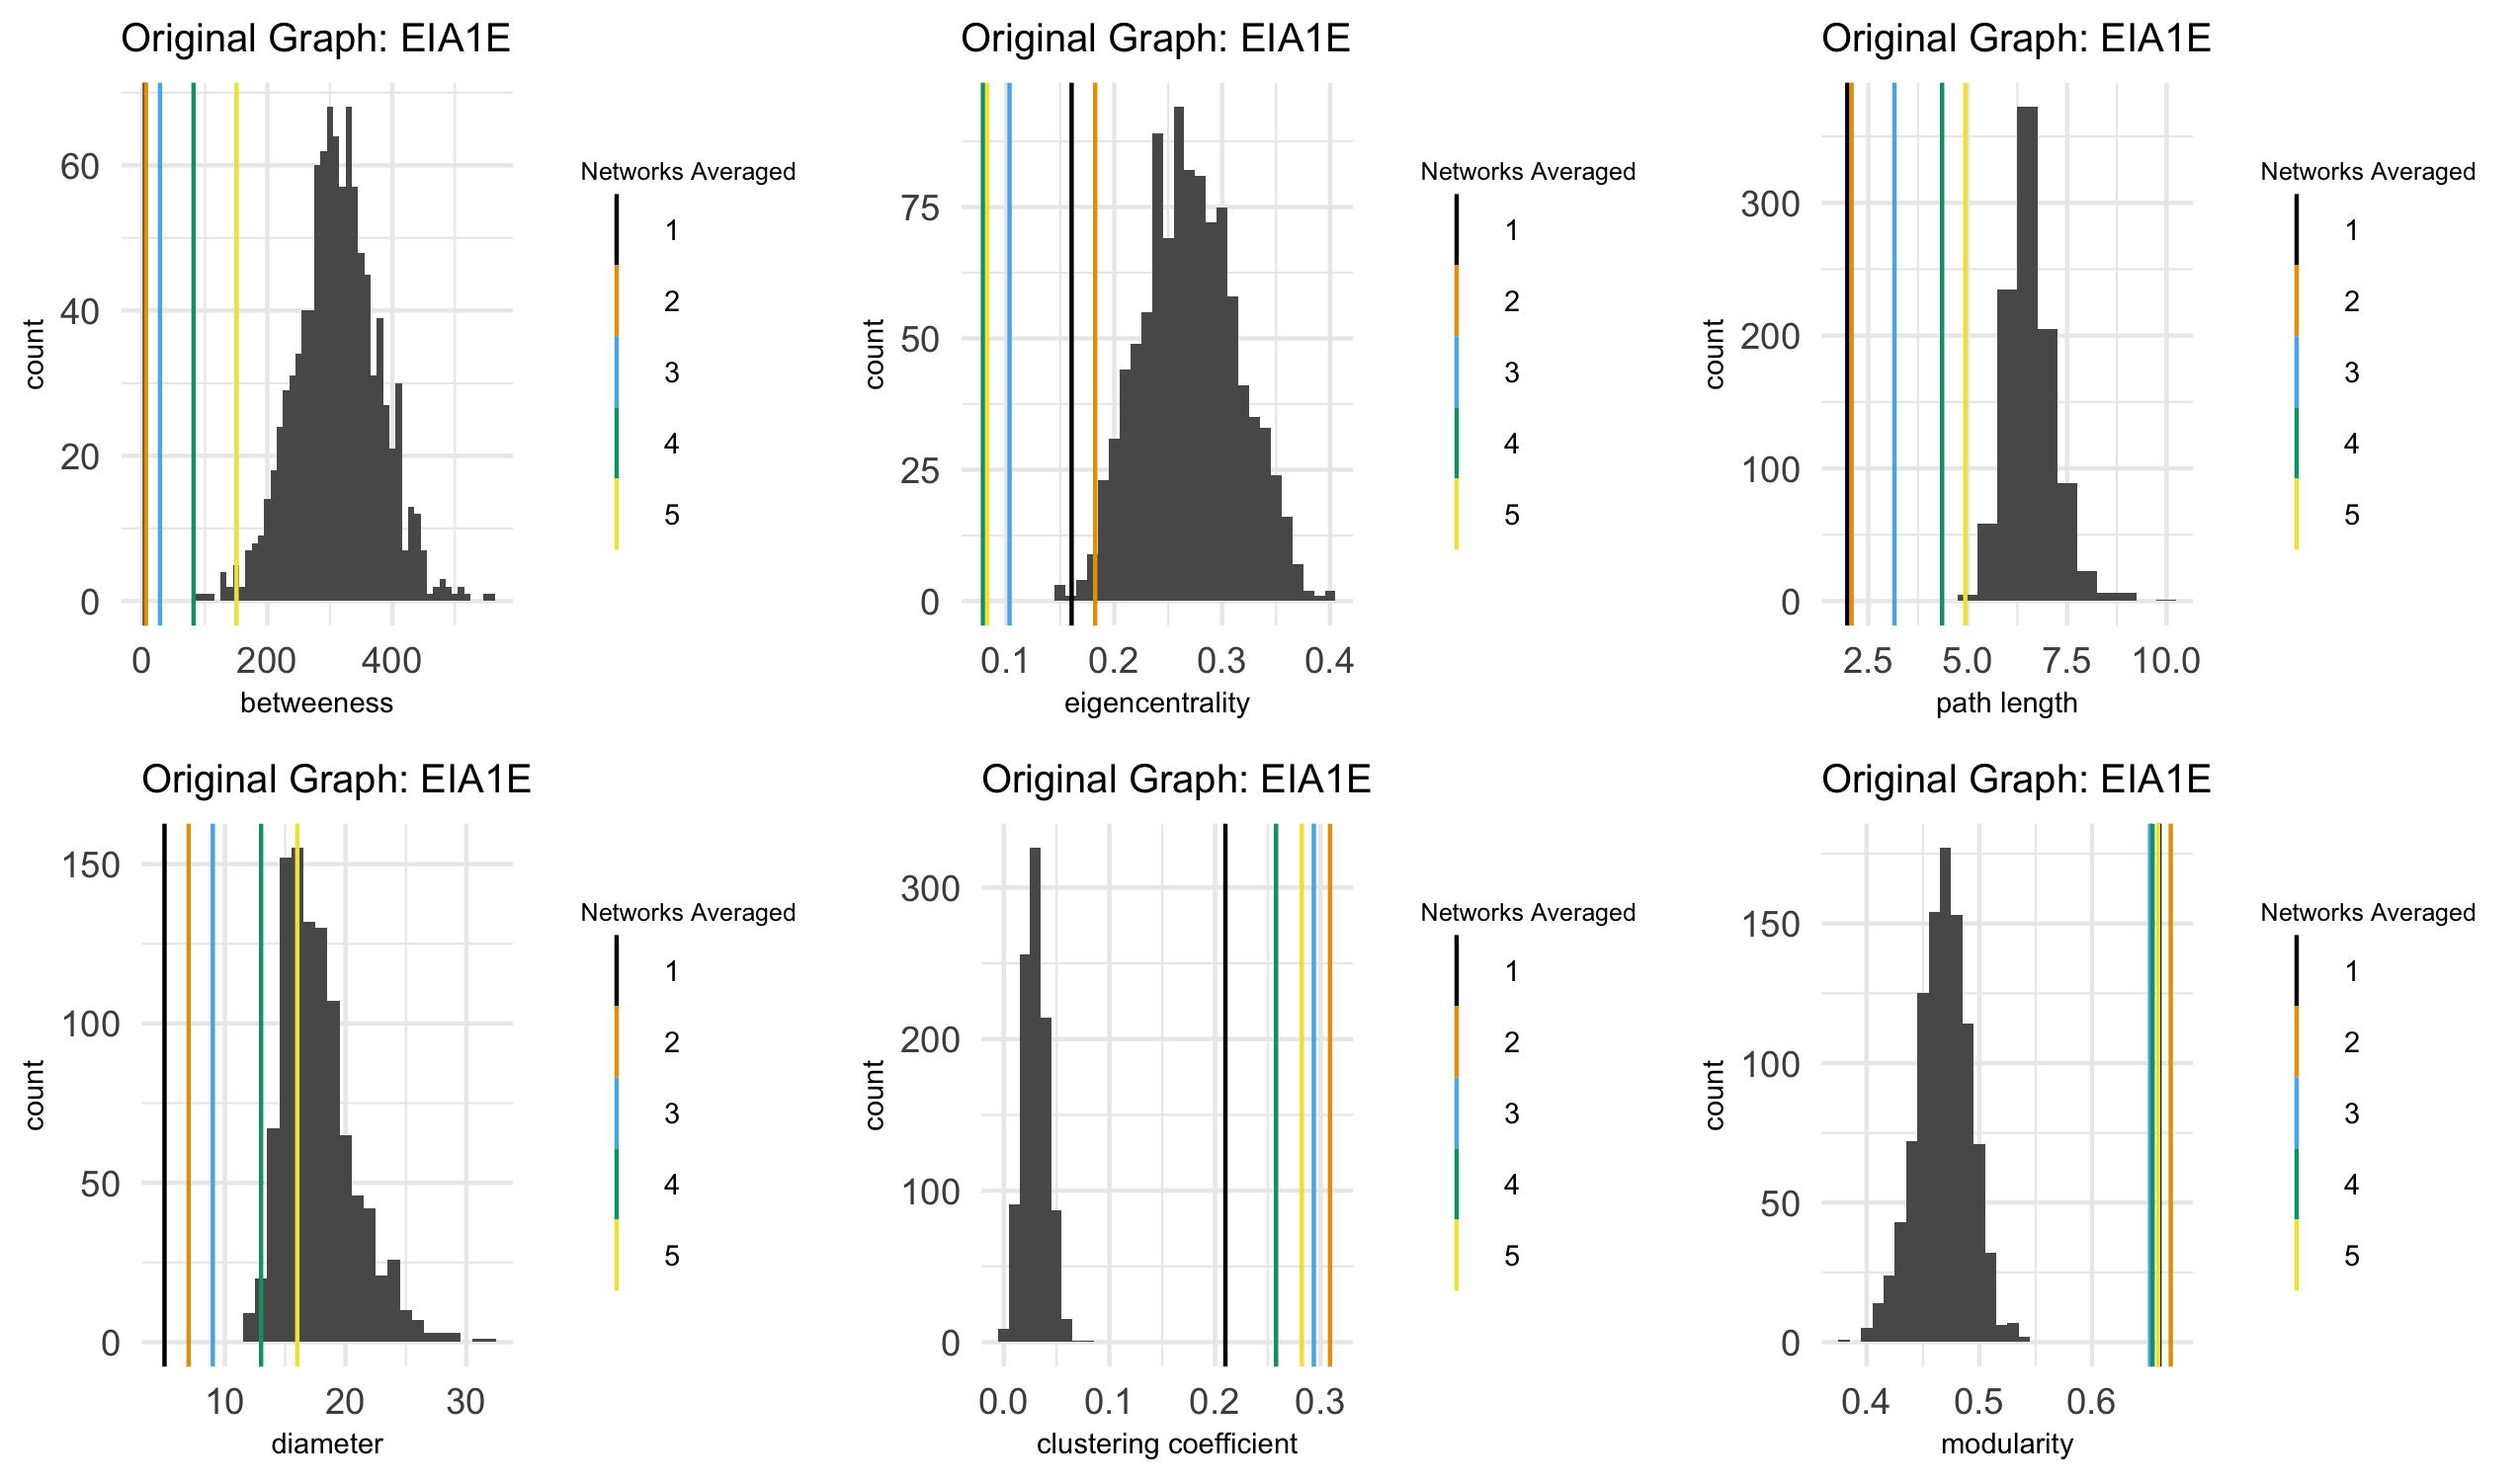 Original Graph: EIA1E
count
60
40
20
0
0 200 400
betweeness
Networks Averaged
1
2
3
4
5
Original Graph: EIA1E
count
75
50
25
0
0.1 0.2 0.3 0.4
eigencentrality
Networks Averaged
1
2
3
4
5
Original Graph: EIA1E
count
300
200
100
0
2.5 5.0 7.5 10.0
path length
Networks Averaged
1
2
3
4
5
Original Graph: EIA1E
count
150
100
50
0
10 20 30
diameter
Networks Averaged
1
2
3
4
5
Original Graph: EIA1E
count
300
200
100
0
0.0 0.1 0.2 0.3
clustering coefficient
Networks Averaged
1
2
3
4
5
Original Graph: EIA1E
count
150
100
50
0
0.4 0.5 0.6
modularity
Networks Averaged
1
2
3
4
5